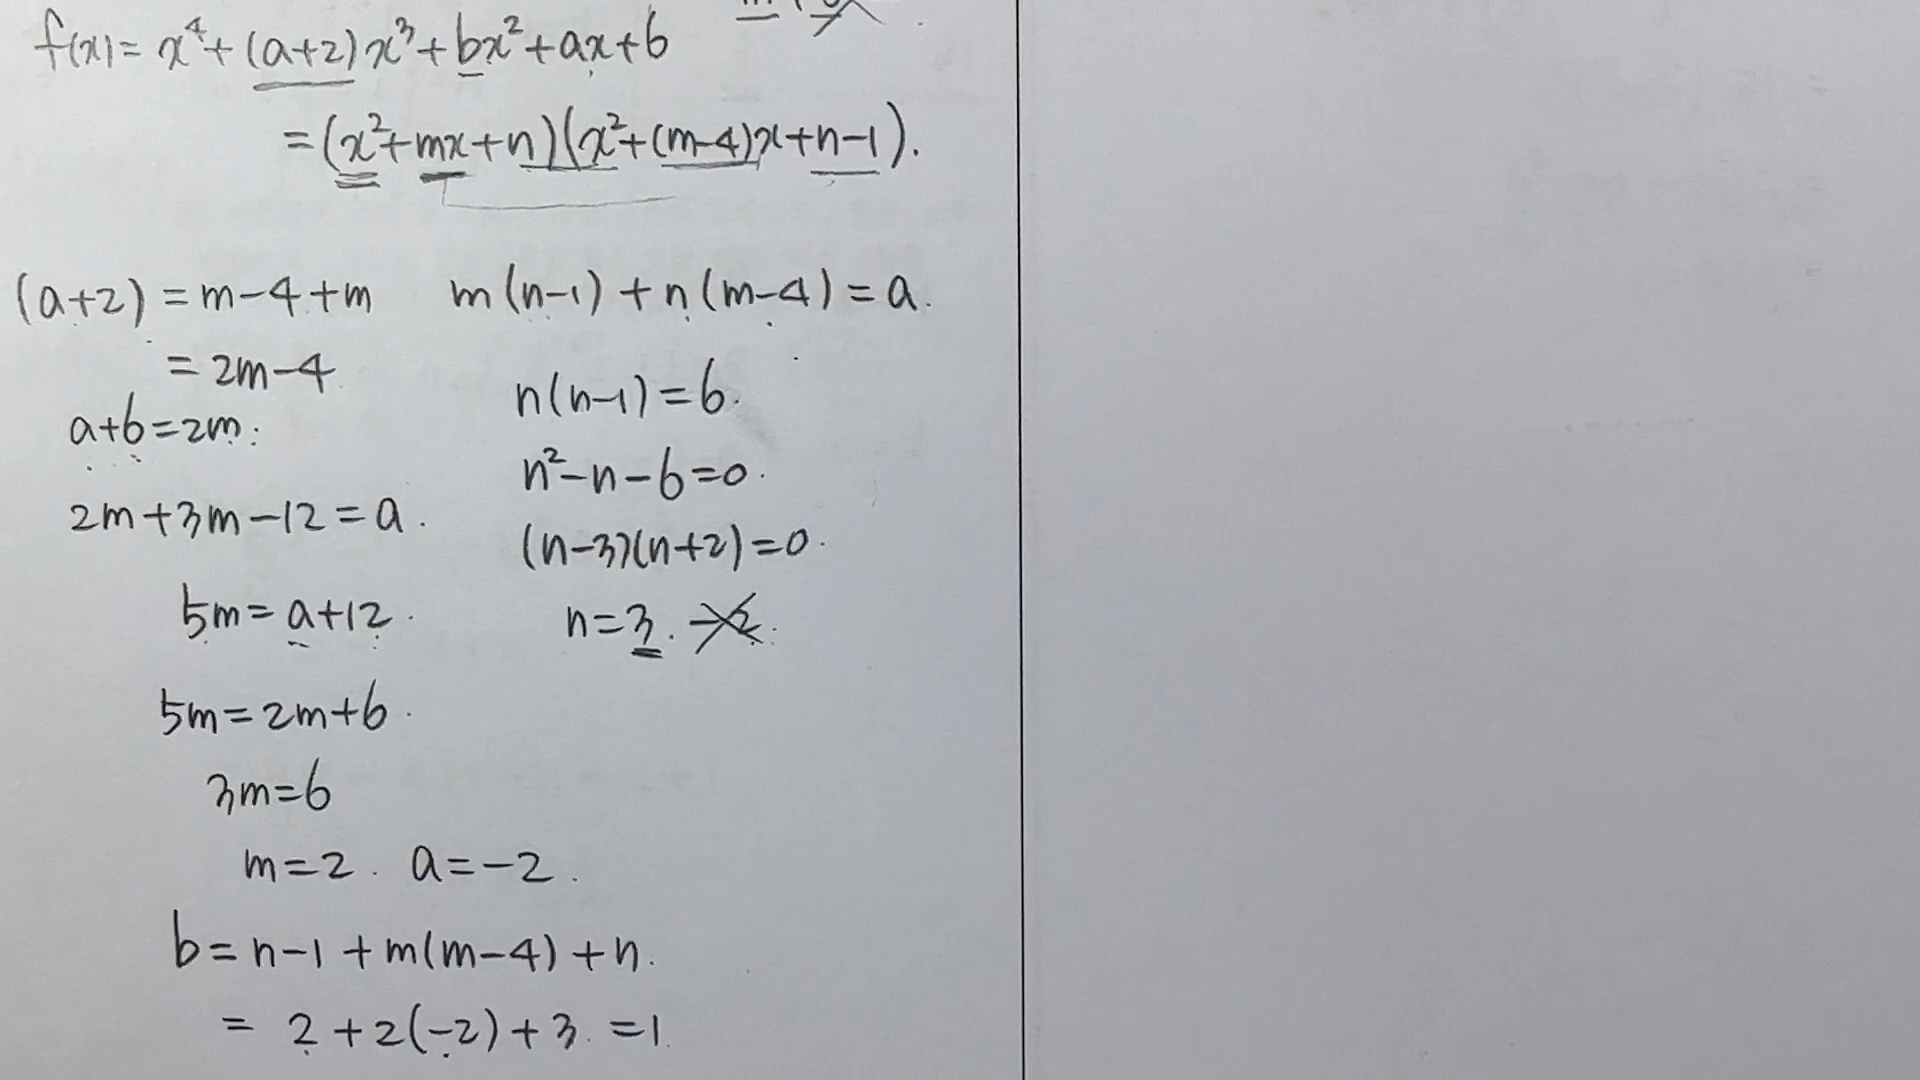 f(x) = x⁴ + (a+2)x³ + bx² + ax + 6
= (x² + mx + n)(x² + (m-4)x + n-1).
(a+2) = m-4+m
= 2m-4
a+6 = 2m.
2m+3m-12 = a.
5m = a+12.
5m = 2m+6.
3m = 6
m = 2. a = -2.
b = n-1 + m(m-4) + n.
= 2 + 2(-2) + 3. = 1.
m(n-1) + n(m-4) = a.
n(n-1) = 6.
n²-n-6 = 0.
(n-3)(n+2) = 0.
n = 3. -2.